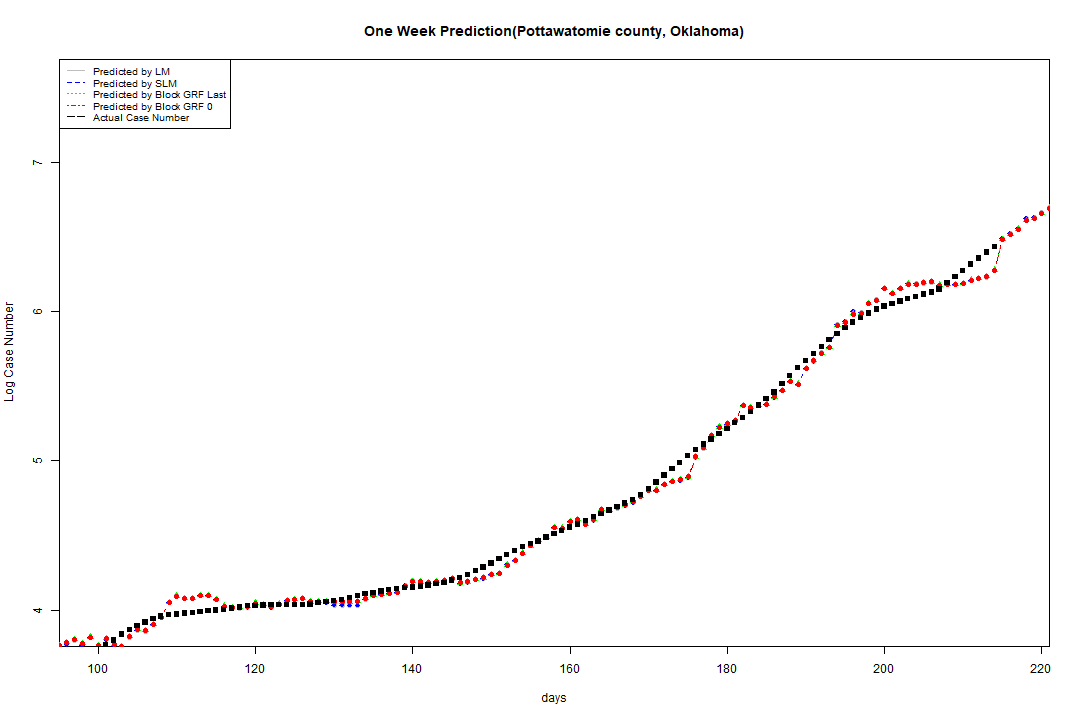 One Week Prediction(Pottawatomie county, Oklahoma)
Predicted by LM
Predicted by SLM
Predicted by Block GRF Last
Predicted by Block GRF 0
Actual Case Number
7
6
5
4
Log Case Number
100 120 140 160 180 200 220
days